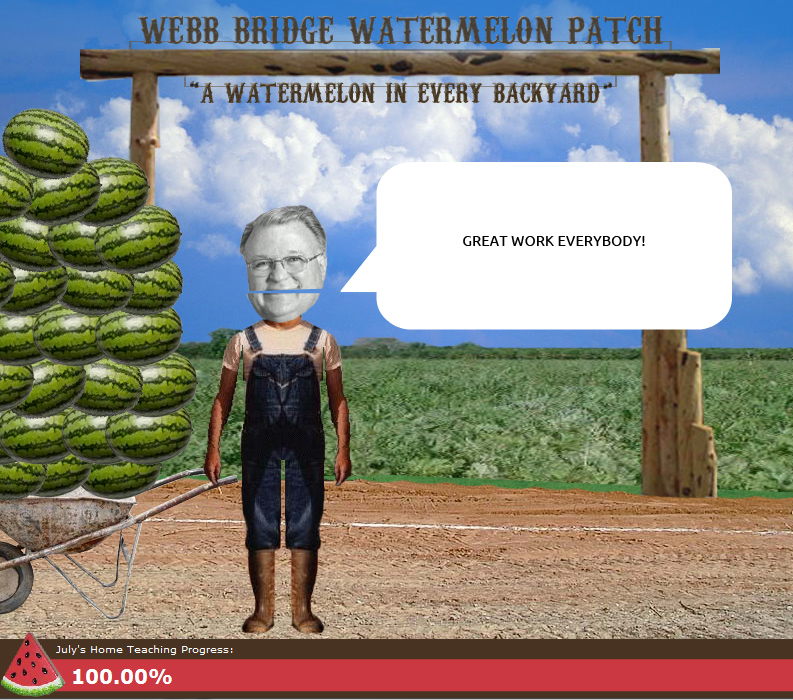 WEBB BRIDGE WATERMELON PATCH
"A WATERMELON IN EVERY BACKYARD"
GREAT WORK EVERYBODY!
July's Home Teaching Progress:
100.00%